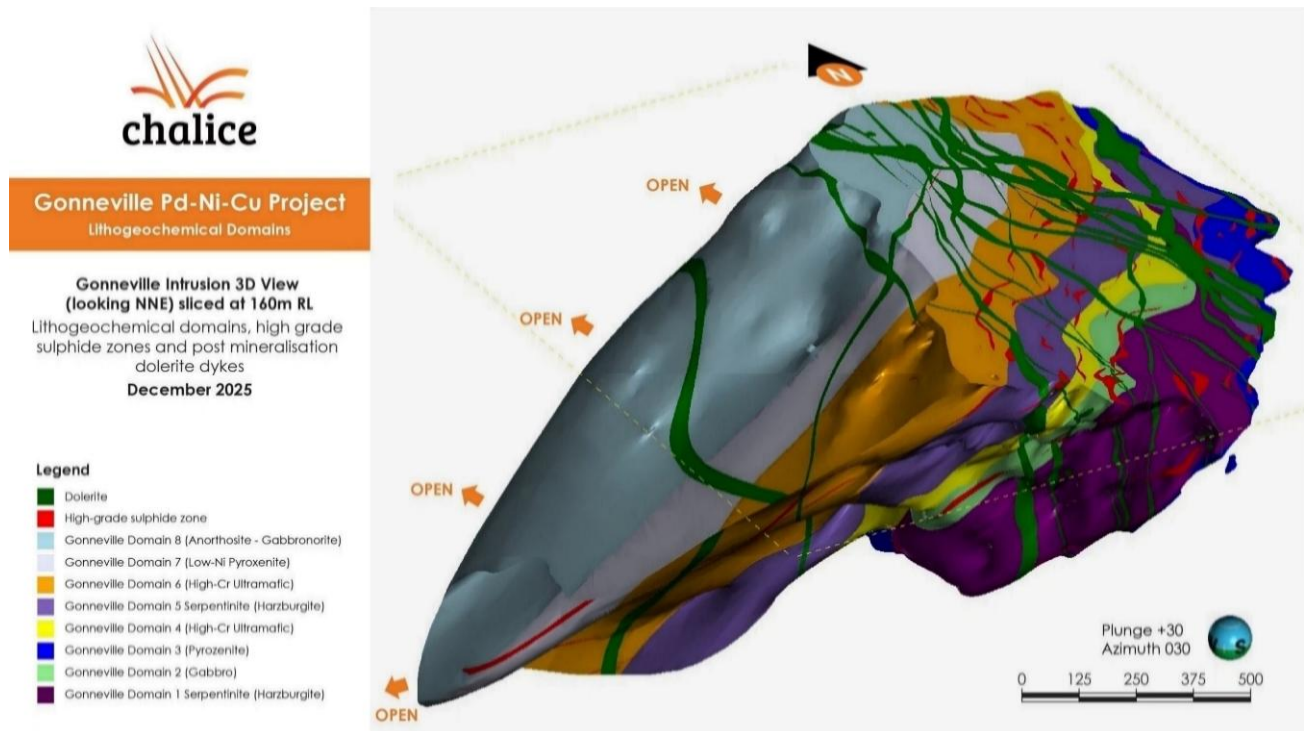 chalice
Gonneville Pd-Ni-Cu Project
Lithogeochemical Domains
Gonneville Intrusion 3D View
(looking NNE) sliced at 160m RL
Lithogeochemical domains, high grade
sulphide zones and post mineralisation
dolerite dykes
December 2025
Legend
Dolerite
High-grade sulphide zone
Gonneville Domain 8 (Anorthosite - Gabbronorite)
Gonneville Domain 7 (Low-Ni Pyroxenite)
Gonneville Domain 6 (High-Cr Ultramafic)
Gonneville Domain 5 Serpentinite (Harzburgite)
Gonneville Domain 4 (High-Cr Ultramafic)
Gonneville Domain 3 (Pyrozenite)
Gonneville Domain 2 (Gabbro)
Gonneville Domain 1 Serpentinite (Harzburgite)
N
OPEN
OPEN
OPEN
OPEN
Plunge +30
Azimuth 030
S
0 125 250 375 500